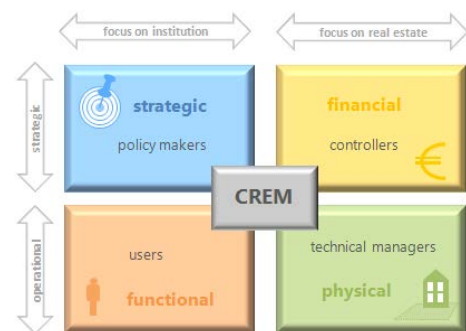 focus on institution
focus on real estate
strategic
strategic
policy makers
financial
controllers
CREM
operational
users
functional
technical managers
physical
€